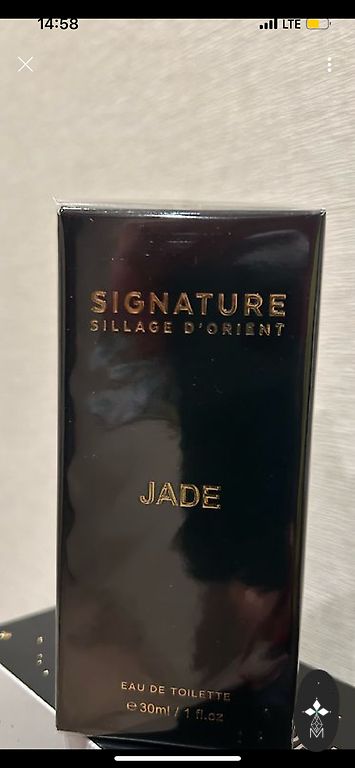 14:58
LTE
SIGNATURE
SILLAGE D'ORIENT
JADE
EAU DE TOILETTE
℮ 30ml / 1 fl.oz
M